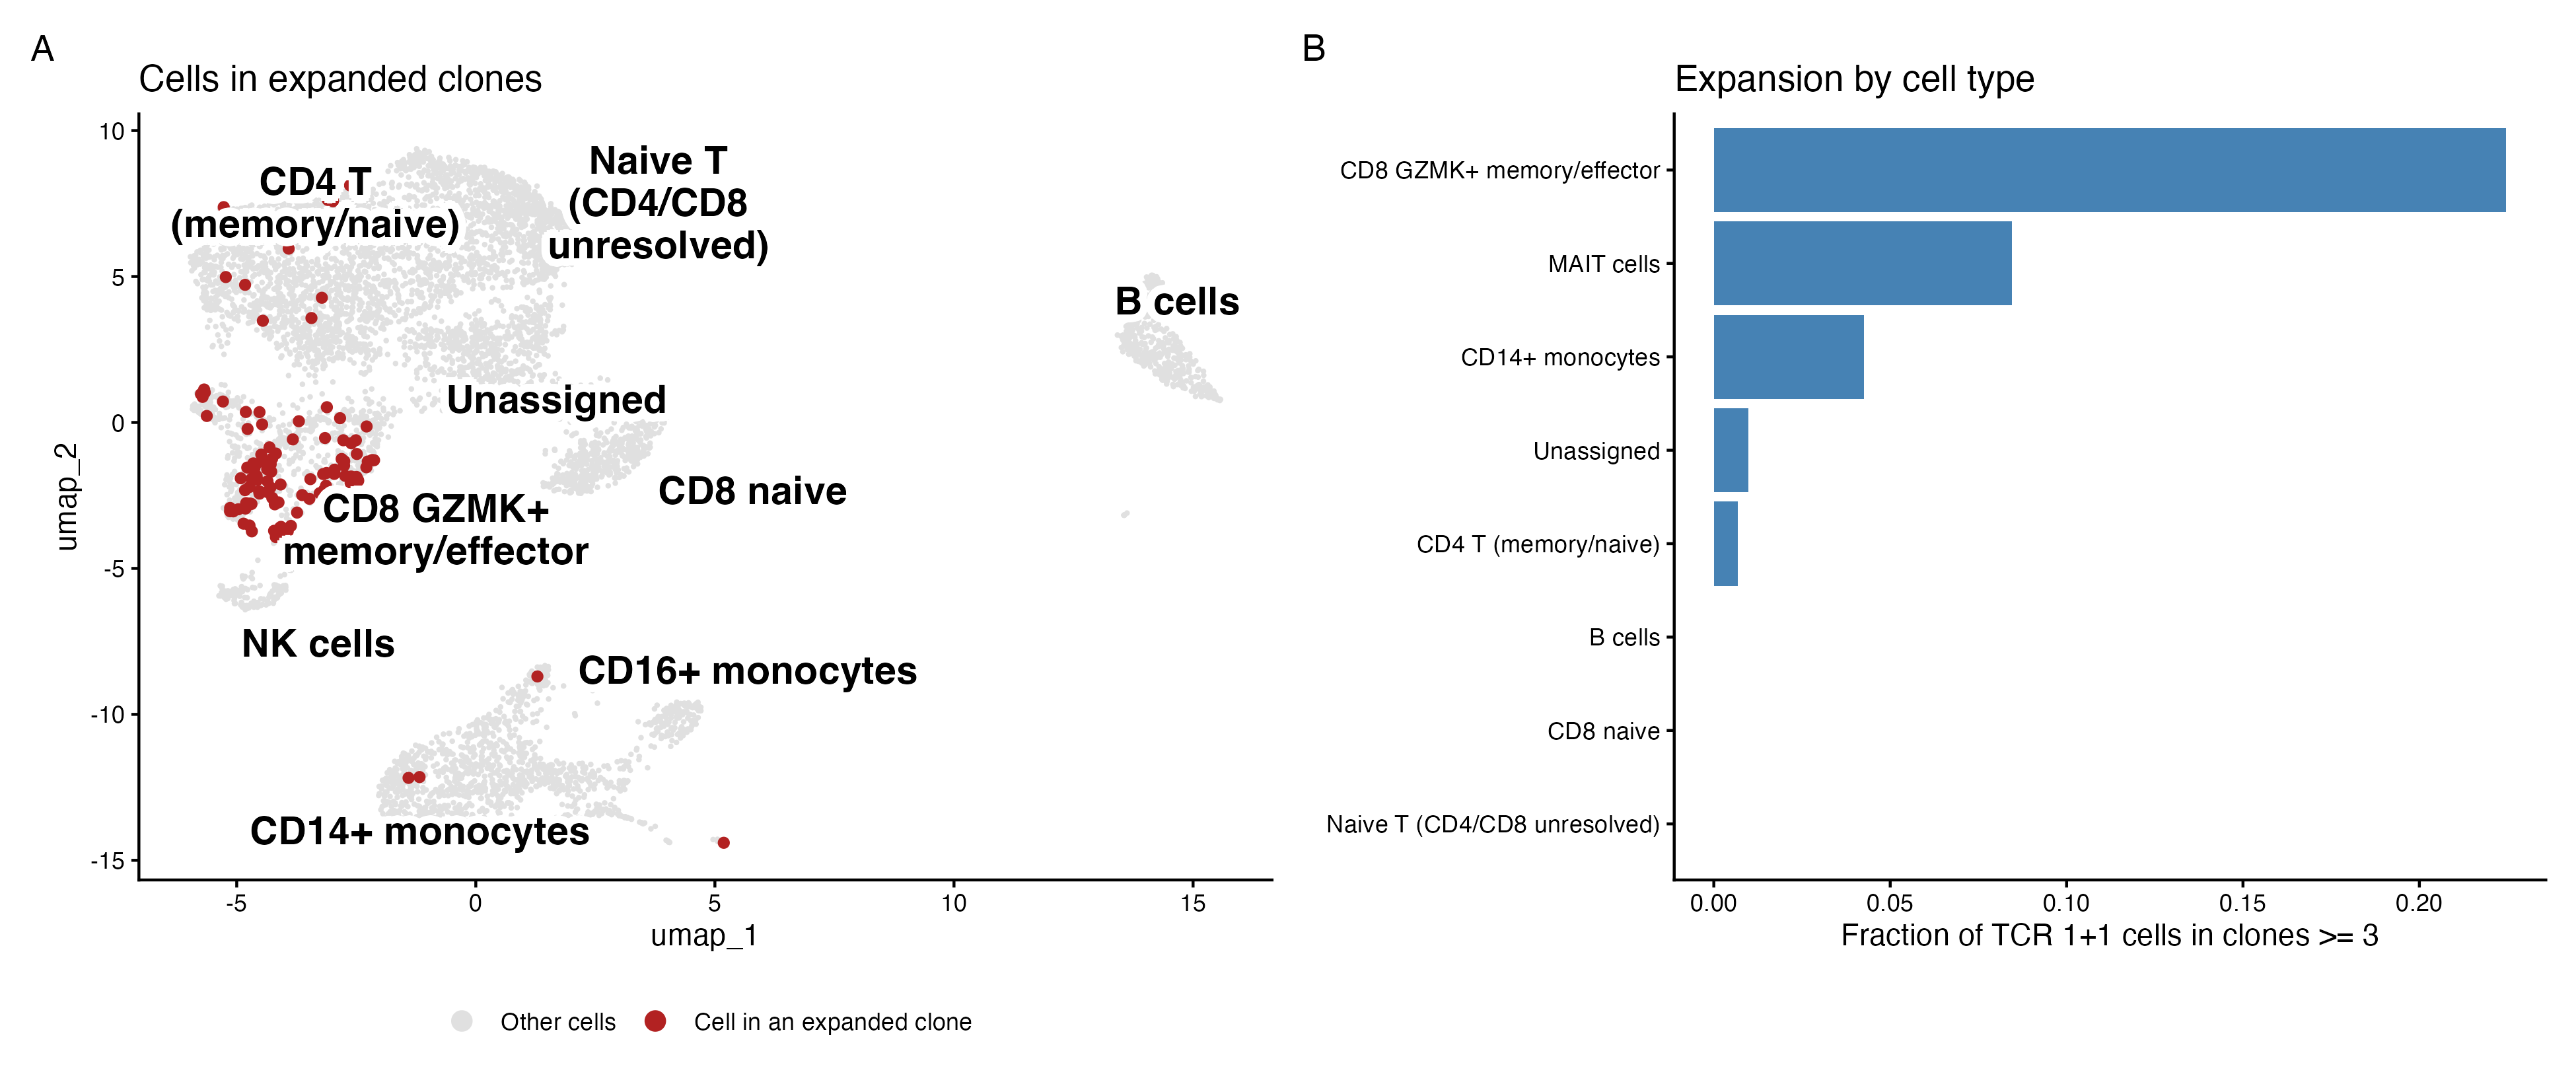 A
Cells in expanded clones
10
5
0
-5
-10
-15
umap_2
CD4 T
(memory/naive)
Naive T
(CD4/CD8
unresolved)
B cells
Unassigned
CD8 naive
CD8 GZMK+
memory/effector
NK cells
CD16+ monocytes
CD14+ monocytes
-5
0
5
10
15
umap_1
Other cells
Cell in an expanded clone
B
Expansion by cell type
CD8 GZMK+ memory/effector
MAIT cells
CD14+ monocytes
Unassigned
CD4 T (memory/naive)
B cells
CD8 naive
Naive T (CD4/CD8 unresolved)
0.00
0.05
0.10
0.15
0.20
Fraction of TCR 1+1 cells in clones >= 3